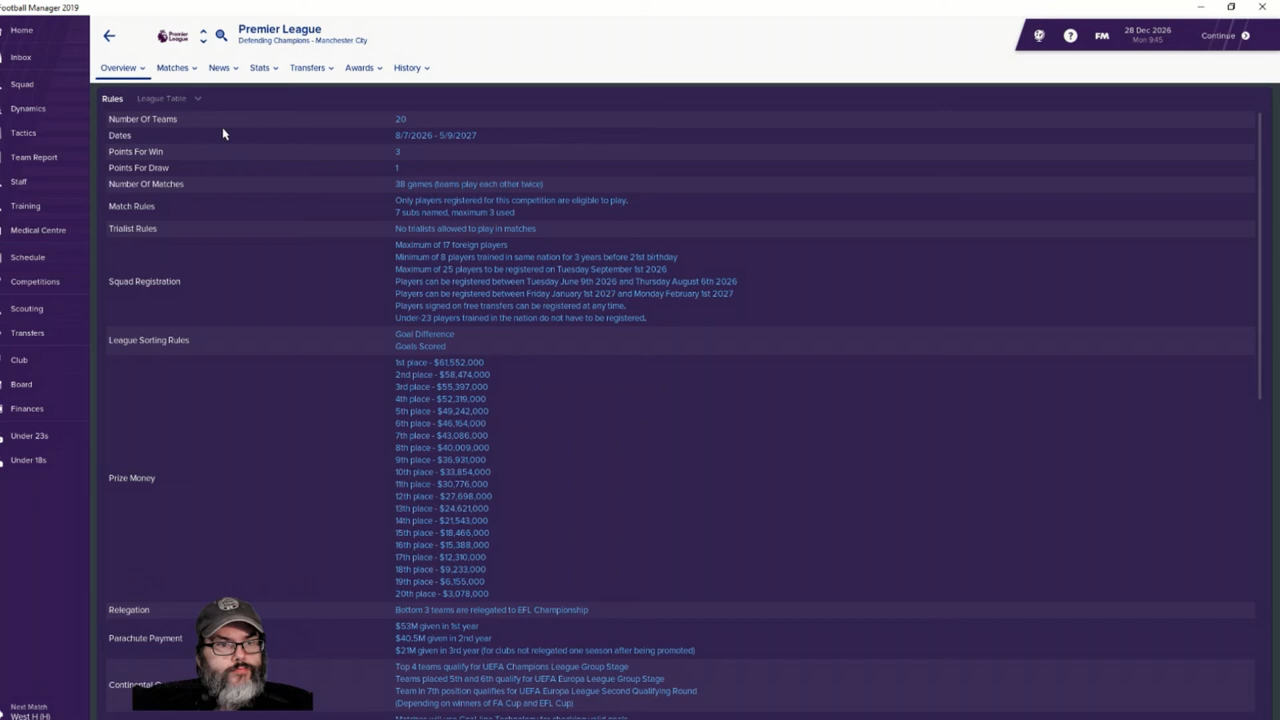 Football Manager 2019
Home
Inbox
Squad
Dynamics
Tactics
Team Report
Staff
Training
Medical Centre
Schedule
Competitions
Scouting
Transfers
Club
Board
Finances
Under 23s
Under 18s
Next Match
West H (H)
Premier League
Premier League
Defending Champions - Manchester City
FM
28 Dec 2026
Mon 9:45
Continue
Overview Matches News Stats Transfers Awards History
Rules League Table
Number Of Teams 20
Dates 8/7/2026 - 5/9/2027
Points For Win 3
Points For Draw 1
Number Of Matches 38 games (teams play each other twice)
Match Rules Only players registered for this competition are eligible to play.
7 subs named, maximum 3 used
Trialist Rules No trialists allowed to play in matches
Squad Registration Maximum of 17 foreign players
Minimum of 8 players trained in same nation for 3 years before 21st birthday
Maximum of 25 players to be registered on Tuesday September 1st 2026
Players can be registered between Tuesday June 9th 2026 and Thursday August 6th 2026
Players can be registered between Friday January 1st 2027 and Monday February 1st 2027
Players signed on free transfers can be registered at any time.
Under-23 players trained in the nation do not have to be registered.
League Sorting Rules Goal Difference
Goals Scored
Prize Money 1st place - $61,552,000
2nd place - $58,474,000
3rd place - $55,397,000
4th place - $52,319,000
5th place - $49,242,000
6th place - $46,164,000
7th place - $43,086,000
8th place - $40,009,000
9th place - $36,931,000
10th place - $33,854,000
11th place - $30,776,000
12th place - $27,698,000
13th place - $24,621,000
14th place - $21,543,000
15th place - $18,466,000
16th place - $15,388,000
17th place - $12,310,000
18th place - $9,233,000
19th place - $6,155,000
20th place - $3,078,000
Relegation Bottom 3 teams are relegated to EFL Championship
Parachute Payment $53M given in 1st year
$40.5M given in 2nd year
$21M given in 3rd year (for clubs not relegated one season after being promoted)
Top 4 teams qualify for UEFA Champions League Group Stage
Teams placed 5th and 6th qualify for UEFA Europa League Group Stage
Team in 7th position qualifies for UEFA Europa League Second Qualifying Round
(Depending on winners of FA Cup and EFL Cup)